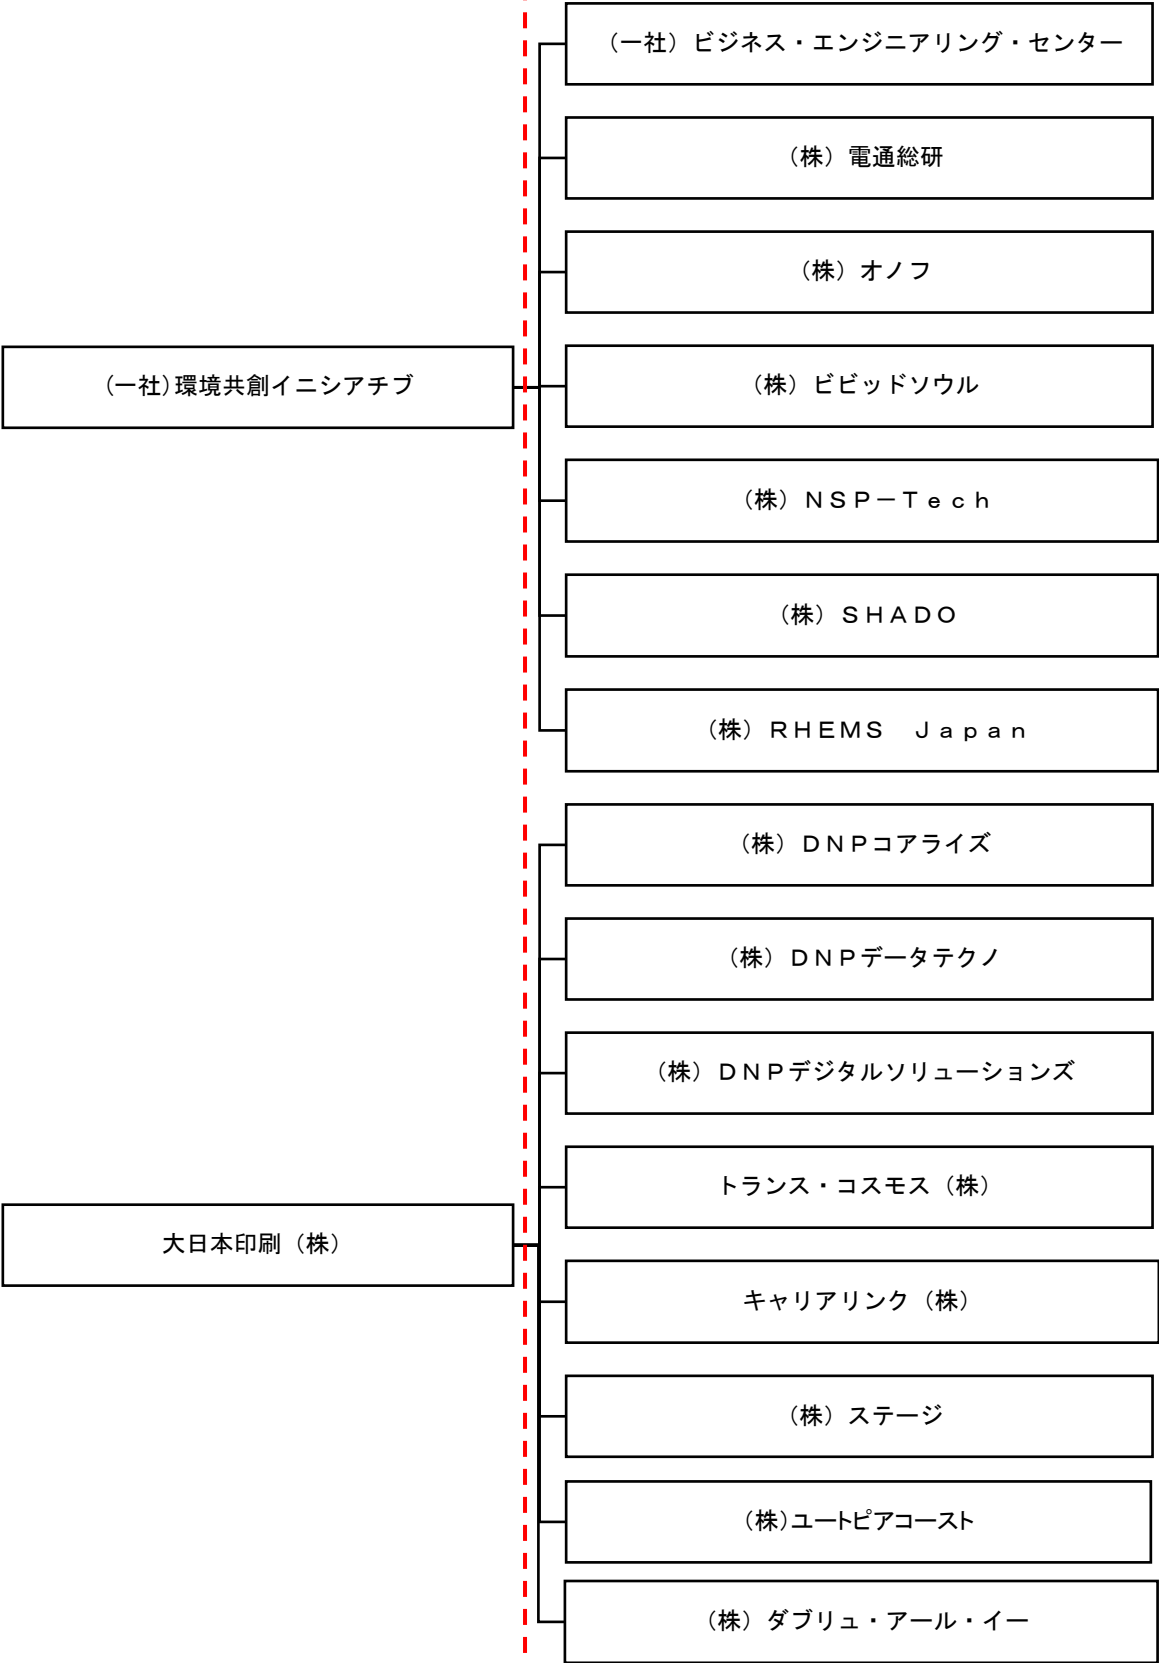 （一社）ビジネス・エンジニアリング・センター
（株）電通総研
（株）オノフ
（一社）環境共創イニシアチブ
（株）ビビッドソウル
（株）ＮＳＰ－Ｔｅｃｈ
（株）ＳＨＡＤＯ
（株）ＲＨＥＭＳ　Ｊａｐａｎ
（株）ＤＮＰコアライズ
（株）ＤＮＰデータテクノ
（株）ＤＮＰデジタルソリューションズ
トランス・コスモス（株）
大日本印刷（株）
キャリアリンク（株）
（株）ステージ
（株）ユートピアコースト
（株）ダブリュ・アール・イー